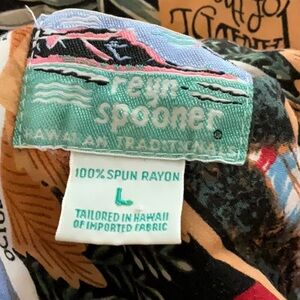 reyn
spooner®
HAWAIIAN TRADITIONALS
100% SPUN RAYON
L
TAILORED IN HAWAII
OF IMPORTED FABRIC